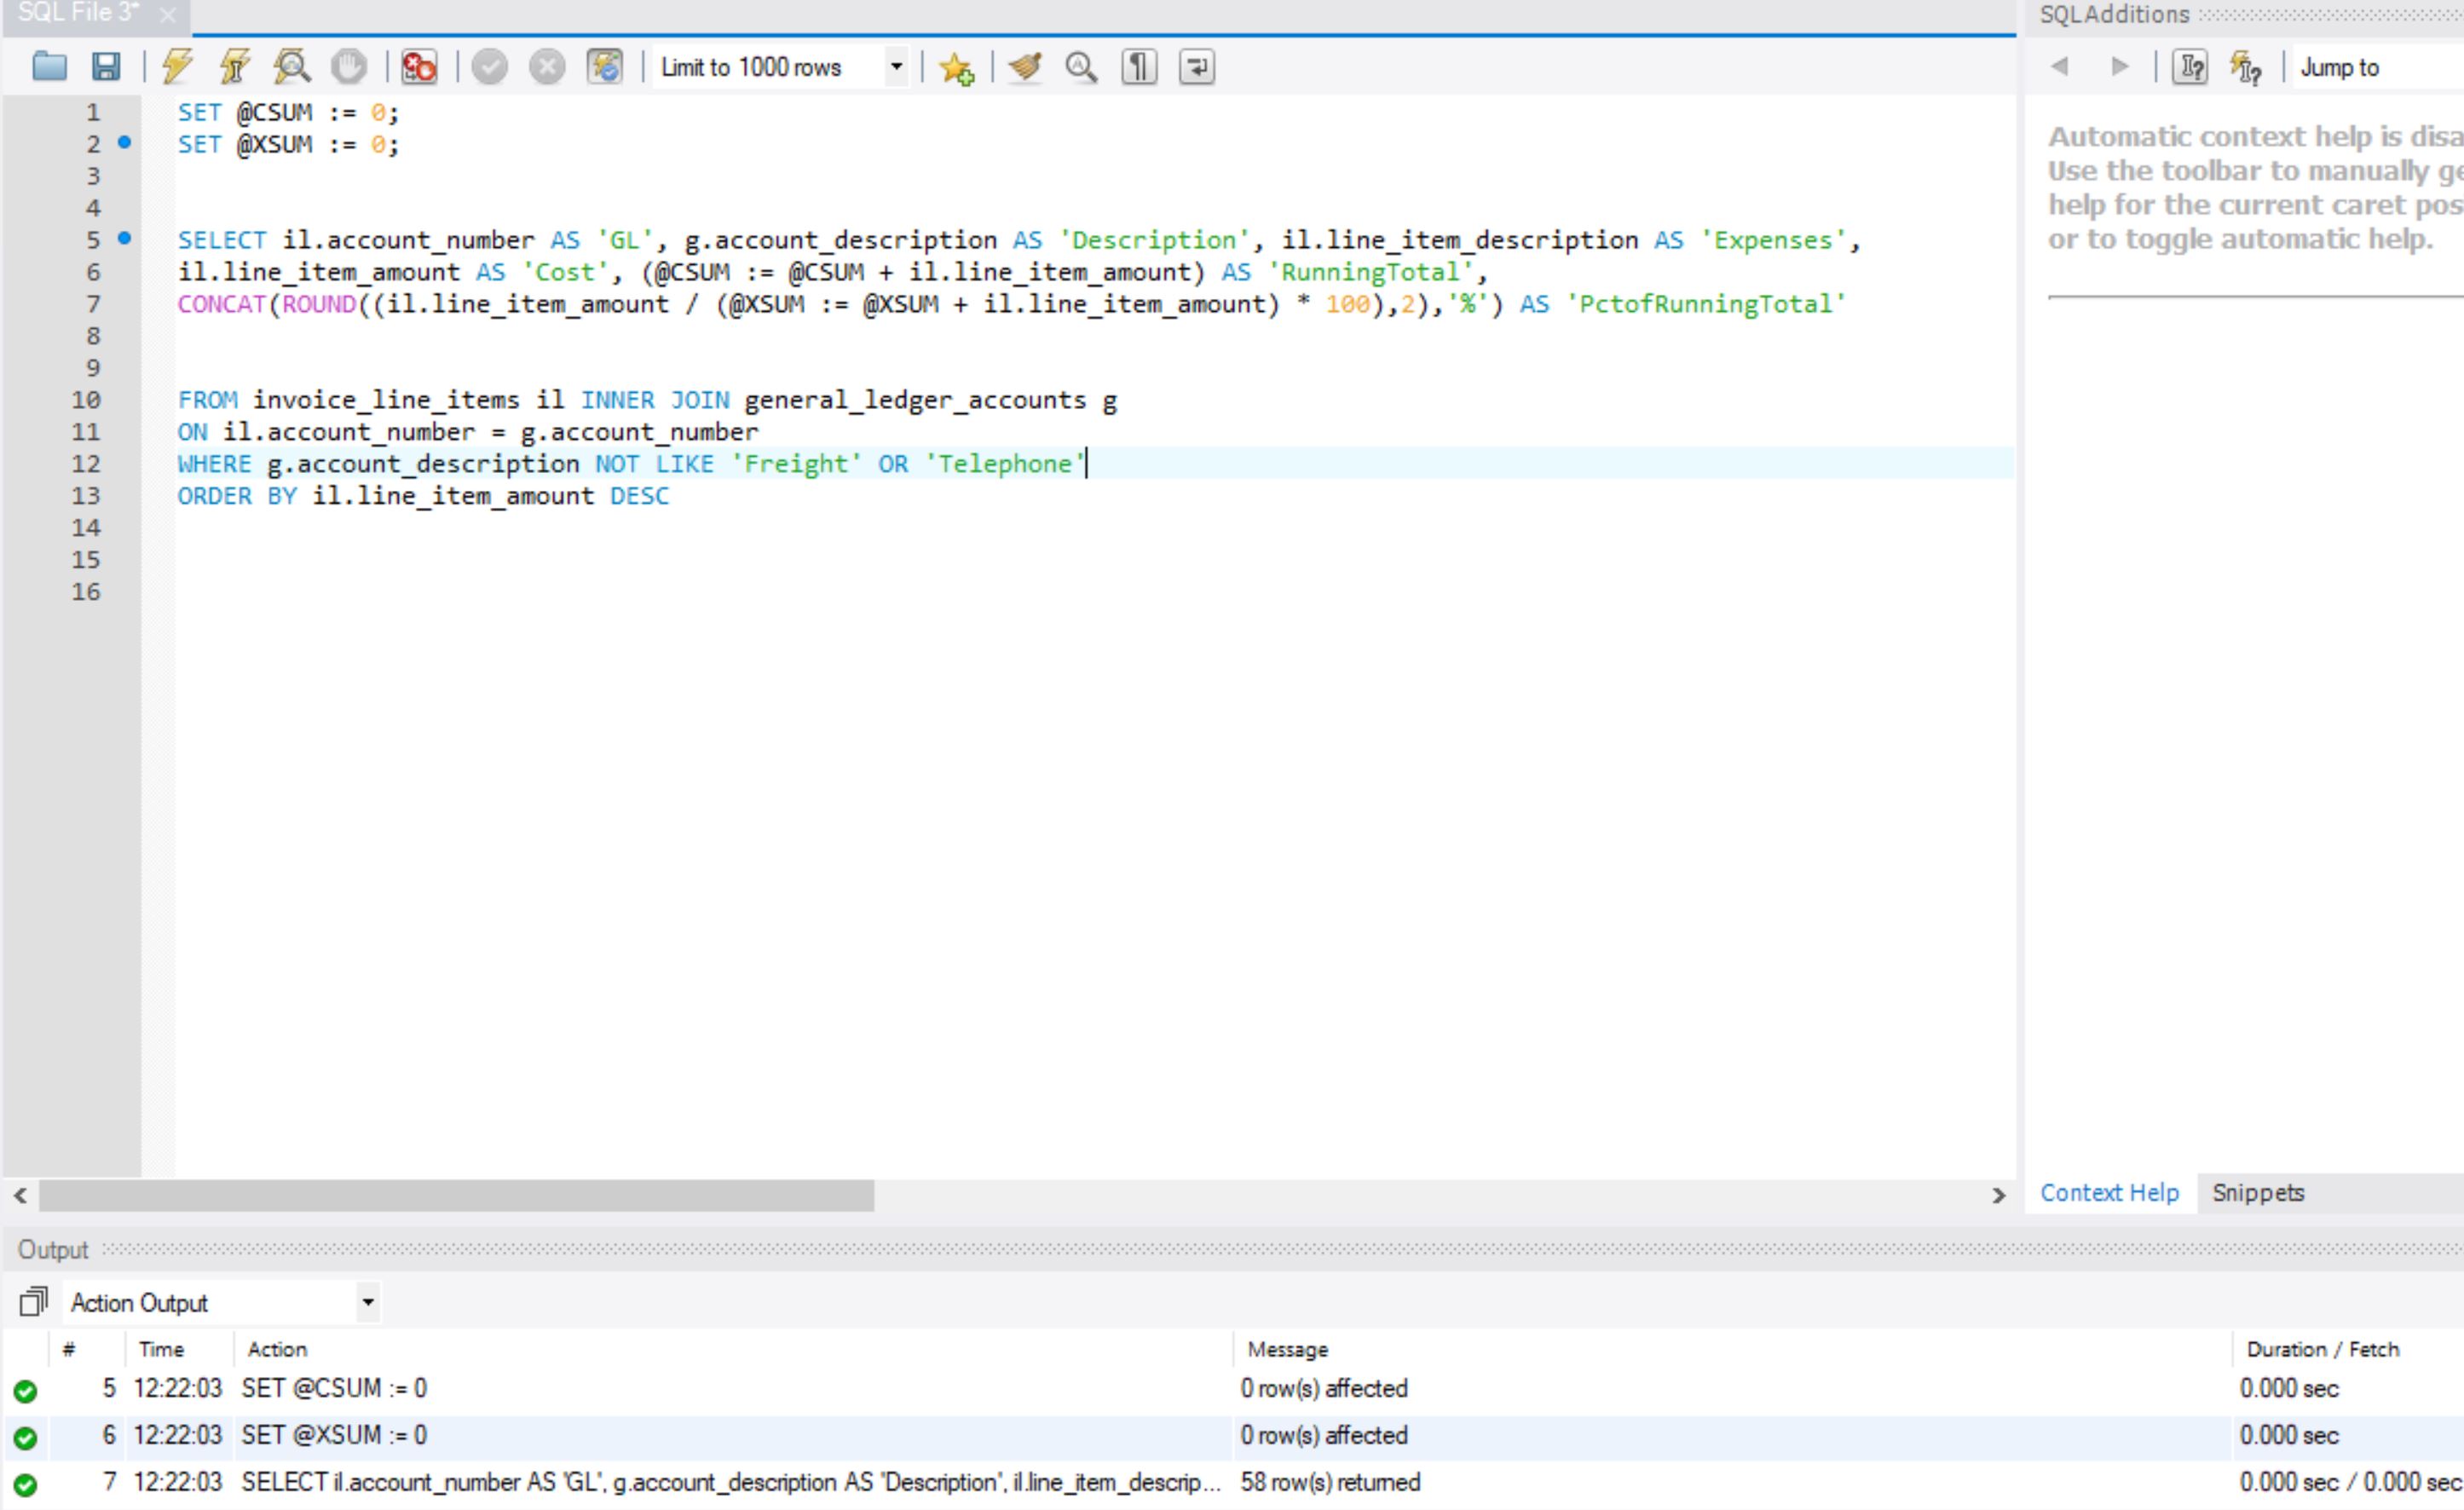 SQL File 3*
SQLAdditions
Limit to 1000 rows
Jump to
1 SET @CSUM := 0;
2 SET @XSUM := 0;
3
4
5 SELECT il.account_number AS 'GL', g.account_description AS 'Description', il.line_item_description AS 'Expenses',
6 il.line_item_amount AS 'Cost', (@CSUM := @CSUM + il.line_item_amount) AS 'RunningTotal',
7 CONCAT(ROUND((il.line_item_amount / (@XSUM := @XSUM + il.line_item_amount) * 100),2),'%') AS 'PctofRunningTotal'
8
9
10 FROM invoice_line_items il INNER JOIN general_ledger_accounts g
11 ON il.account_number = g.account_number
12 WHERE g.account_description NOT LIKE 'Freight' OR 'Telephone'
13 ORDER BY il.line_item_amount DESC
14
15
16
Automatic context help is disa
Use the toolbar to manually ge
help for the current caret pos
or to toggle automatic help.
Context Help Snippets
Output
Action Output
# Time Action Message Duration / Fetch
5 12:22:03 SET @CSUM := 0 0 row(s) affected 0.000 sec
6 12:22:03 SET @XSUM := 0 0 row(s) affected 0.000 sec
7 12:22:03 SELECT il.account_number AS 'GL', g.account_description AS 'Description', il.line_item_descrip... 58 row(s) returned 0.000 sec / 0.000 sec